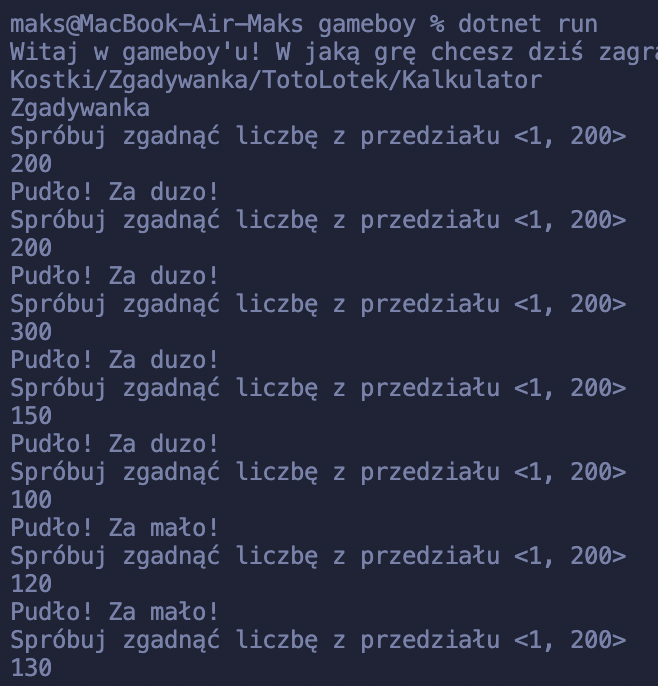 maks@MacBook-Air-Maks gameboy % dotnet run
Witaj w gameboy'u! W jaką grę chcesz dziś
Kostki/Zgadywanka/TotoLotek/Kalkulator
Zgadywanka
Spróbuj zgadnąć liczbę z przedziału <1, 200>
200
Pudło! Za duzo!
Spróbuj zgadnąć liczbę z przedziału <1, 200>
200
Pudło! Za duzo!
Spróbuj zgadnąć liczbę z przedziału <1, 200>
300
Pudło! Za duzo!
Spróbuj zgadnąć liczbę z przedziału <1, 200>
150
Pudło! Za duzo!
Spróbuj zgadnąć liczbę z przedziału <1, 200>
100
Pudło! Za mało!
Spróbuj zgadnąć liczbę z przedziału <1, 200>
120
Pudło! Za mało!
Spróbuj zgadnąć liczbę z przedziału <1, 200>
130